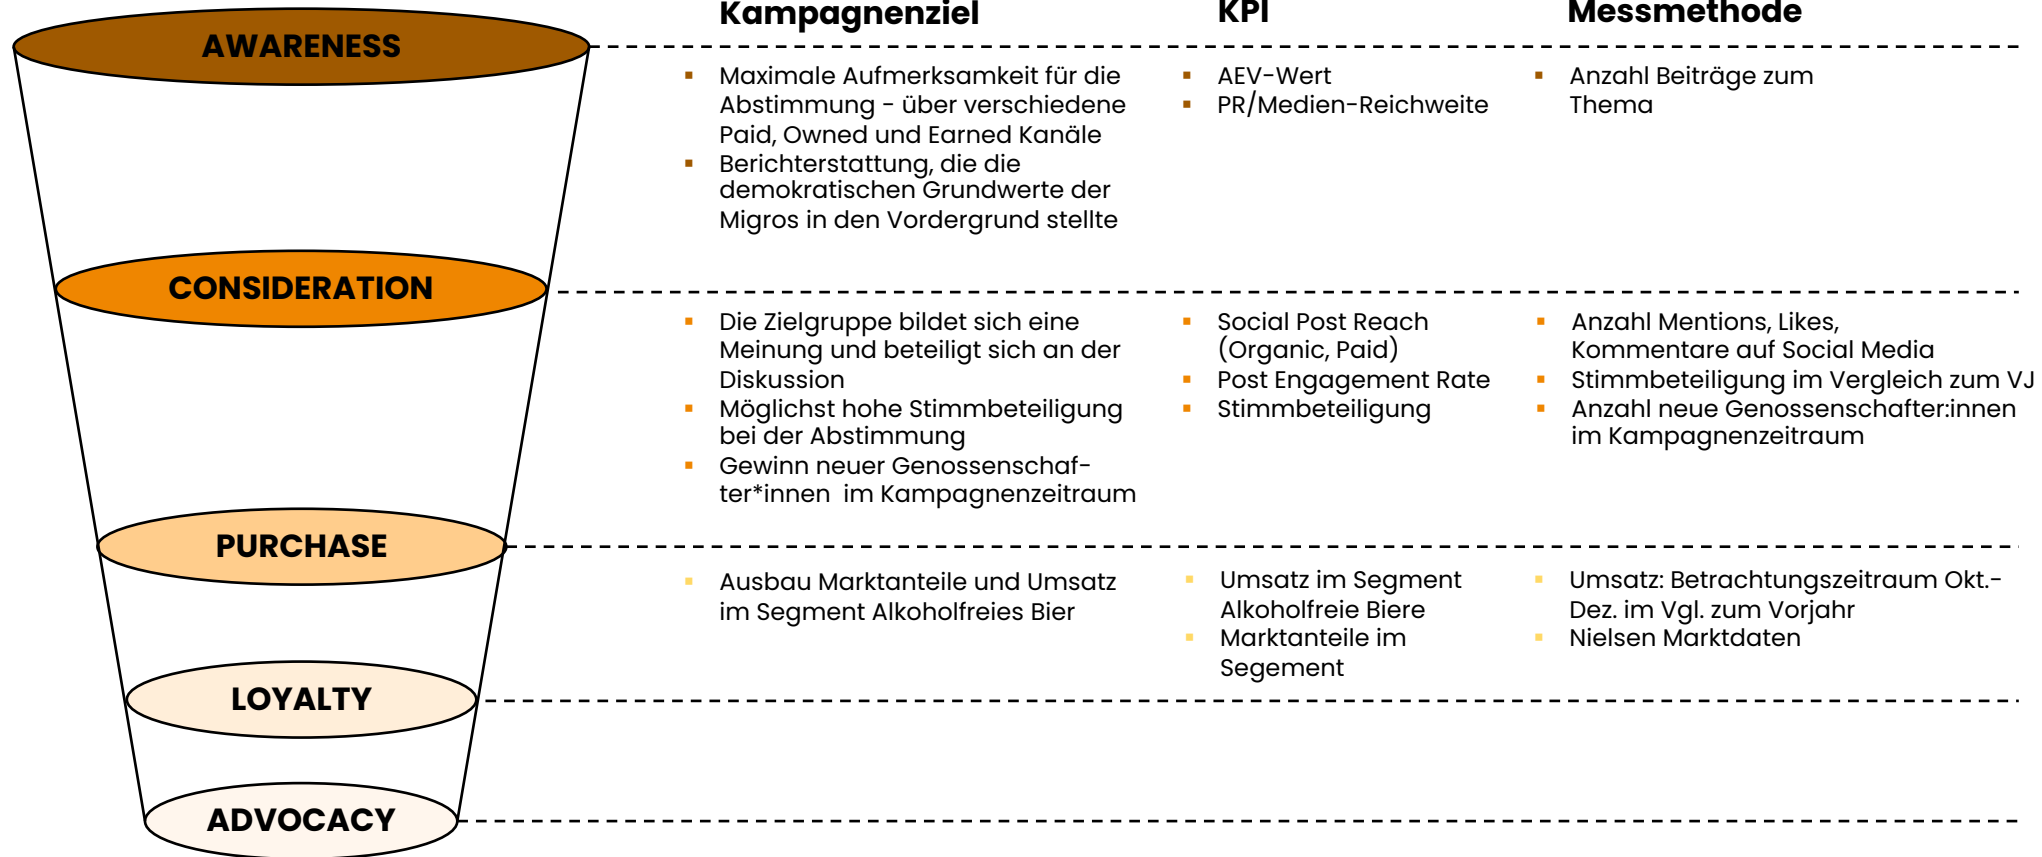 Kampagnenziel
KPI
Messmethode
AWARENESS
Maximale Aufmerksamkeit für die
Abstimmung - über verschiedene
Paid, Owned und Earned Kanäle
Berichterstattung, die die
demokratischen Grundwerte der
Migros in den Vordergrund stellte
AEV-Wert
PR/Medien-Reichweite
Anzahl Beiträge zum
Thema
CONSIDERATION
Die Zielgruppe bildet sich eine
Meinung und beteiligt sich an der
Diskussion
Möglichst hohe Stimmbeteiligung
bei der Abstimmung
Gewinn neuer Genossenschaf-
ter*innen im Kampagnenzeitraum
Social Post Reach
(Organic, Paid)
Post Engagement Rate
Stimmbeteiligung
Anzahl Mentions, Likes,
Kommentare auf Social Media
Stimmbeteiligung im Vergleich zum VJ
Anzahl neue Genossenschafter:innen
im Kampagnenzeitraum
PURCHASE
Ausbau Marktanteile und Umsatz
im Segment Alkoholfreies Bier
Umsatz im Segment
Alkoholfreie Biere
Marktanteile im
Segement
Umsatz: Betrachtungszeitraum Okt.-
Dez. im Vgl. zum Vorjahr
Nielsen Marktdaten
LOYALTY
ADVOCACY